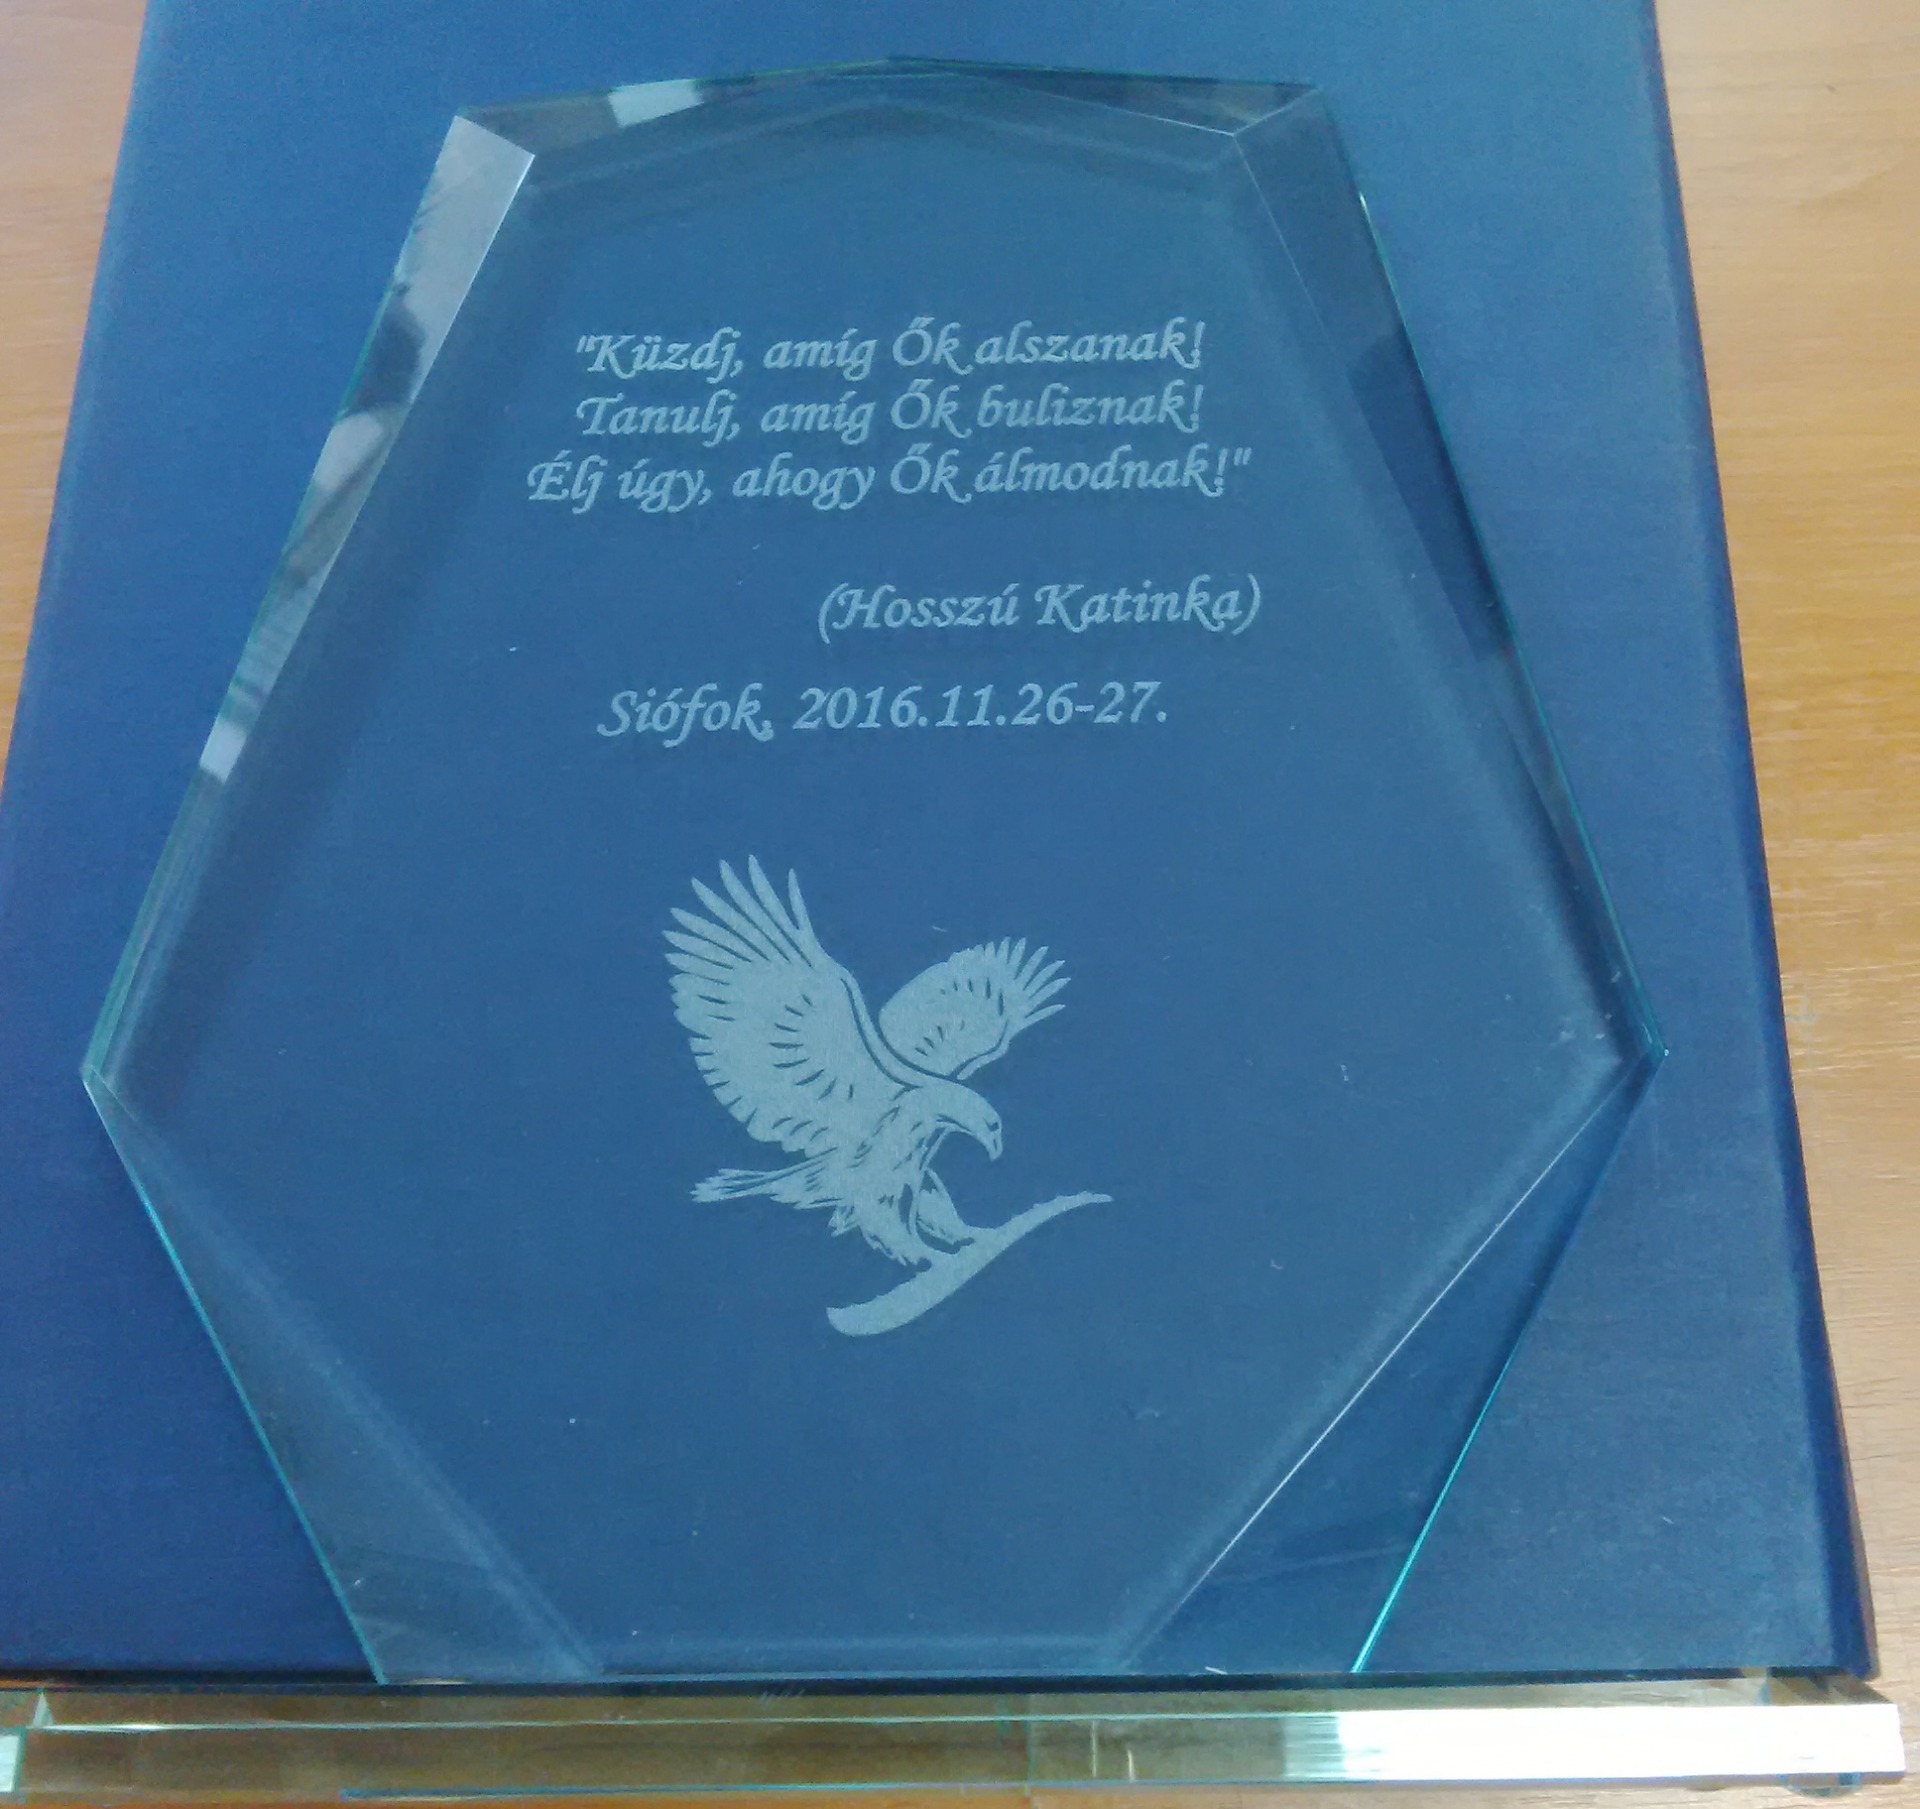 "Küzdj, amíg Ők alszanak!
Tanulj, amíg Ők buliznak!
Élj úgy, ahogy Ők álmodnak!"
(Hosszú Katinka)
Siófok, 2016.11.26-27.